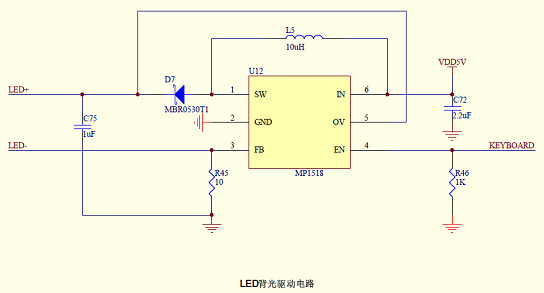 L5
10uH
VDD5V
D7
U12
LED+
1 SW IN 6
C72
MBR0530T1
2.2uF
C75
1uF
2 GND OV 5
LED-
3 FB EN 4
KEYBOARD
MP1518
R45
10
R46
1K
LED背光驱动电路